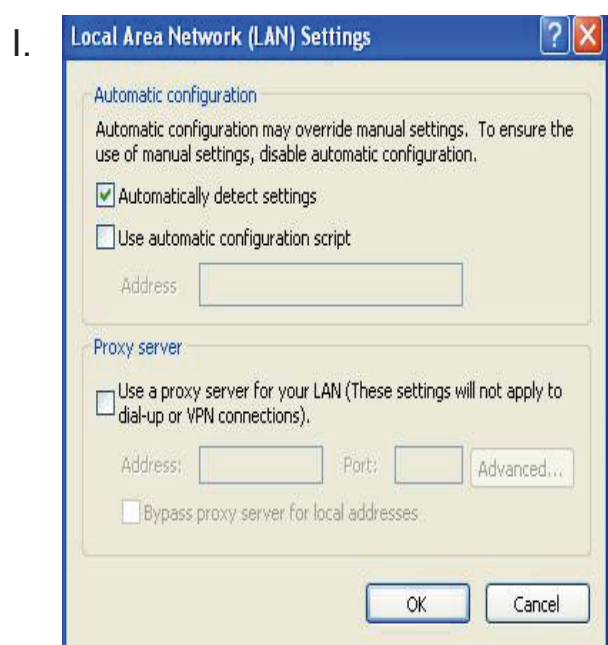 I.
Local Area Network (LAN) Settings
Automatic configuration
Automatic configuration may override manual settings. To ensure the
use of manual settings, disable automatic configuration.
Automatically detect settings
Use automatic configuration script
Address
Proxy server
Use a proxy server for your LAN (These settings will not apply to
dial-up or VPN connections).
Address: Port: Advanced...
Bypass proxy server for local addresses
OK Cancel